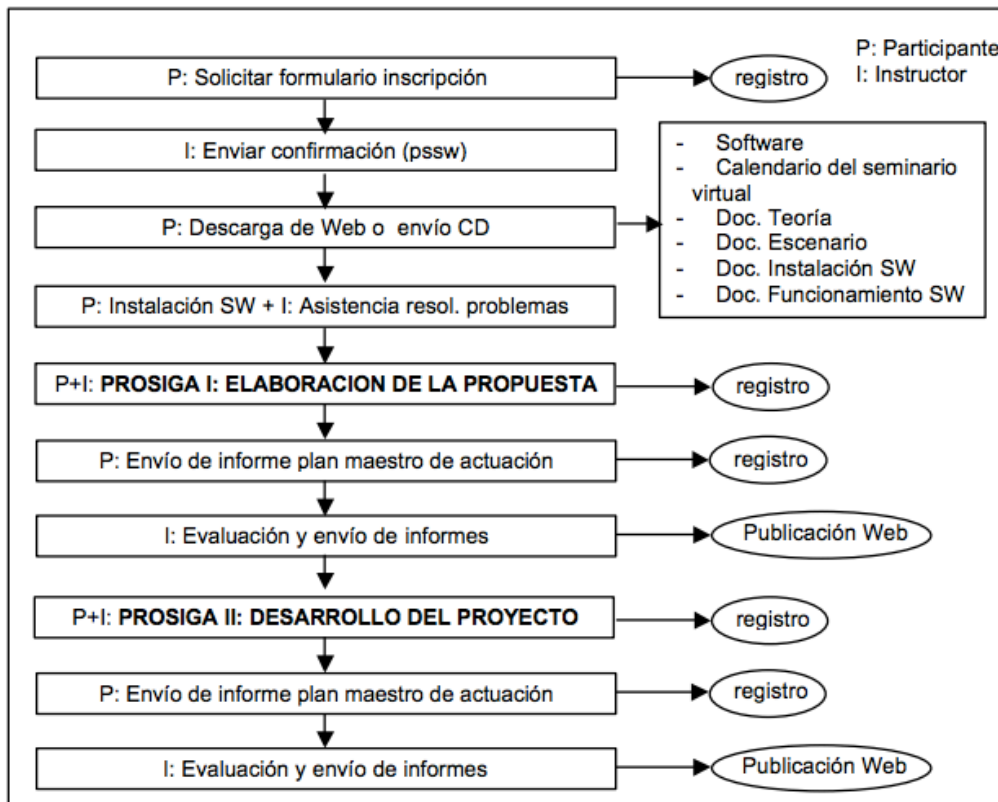 P: Participante
I: Instructor
P: Solicitar formulario inscripción
registro
I: Enviar confirmación (pssw)
P: Descarga de Web o envío CD
- Software
- Calendario del seminario
virtual
- Doc. Teoría
- Doc. Escenario
- Doc. Instalación SW
- Doc. Funcionamiento SW
P: Instalación SW + I: Asistencia resol. problemas
P+I: PROSIGA I: ELABORACION DE LA PROPUESTA
registro
P: Envío de informe plan maestro de actuación
registro
I: Evaluación y envío de informes
Publicación Web
P+I: PROSIGA II: DESARROLLO DEL PROYECTO
registro
P: Envío de informe plan maestro de actuación
registro
I: Evaluación y envío de informes
Publicación Web